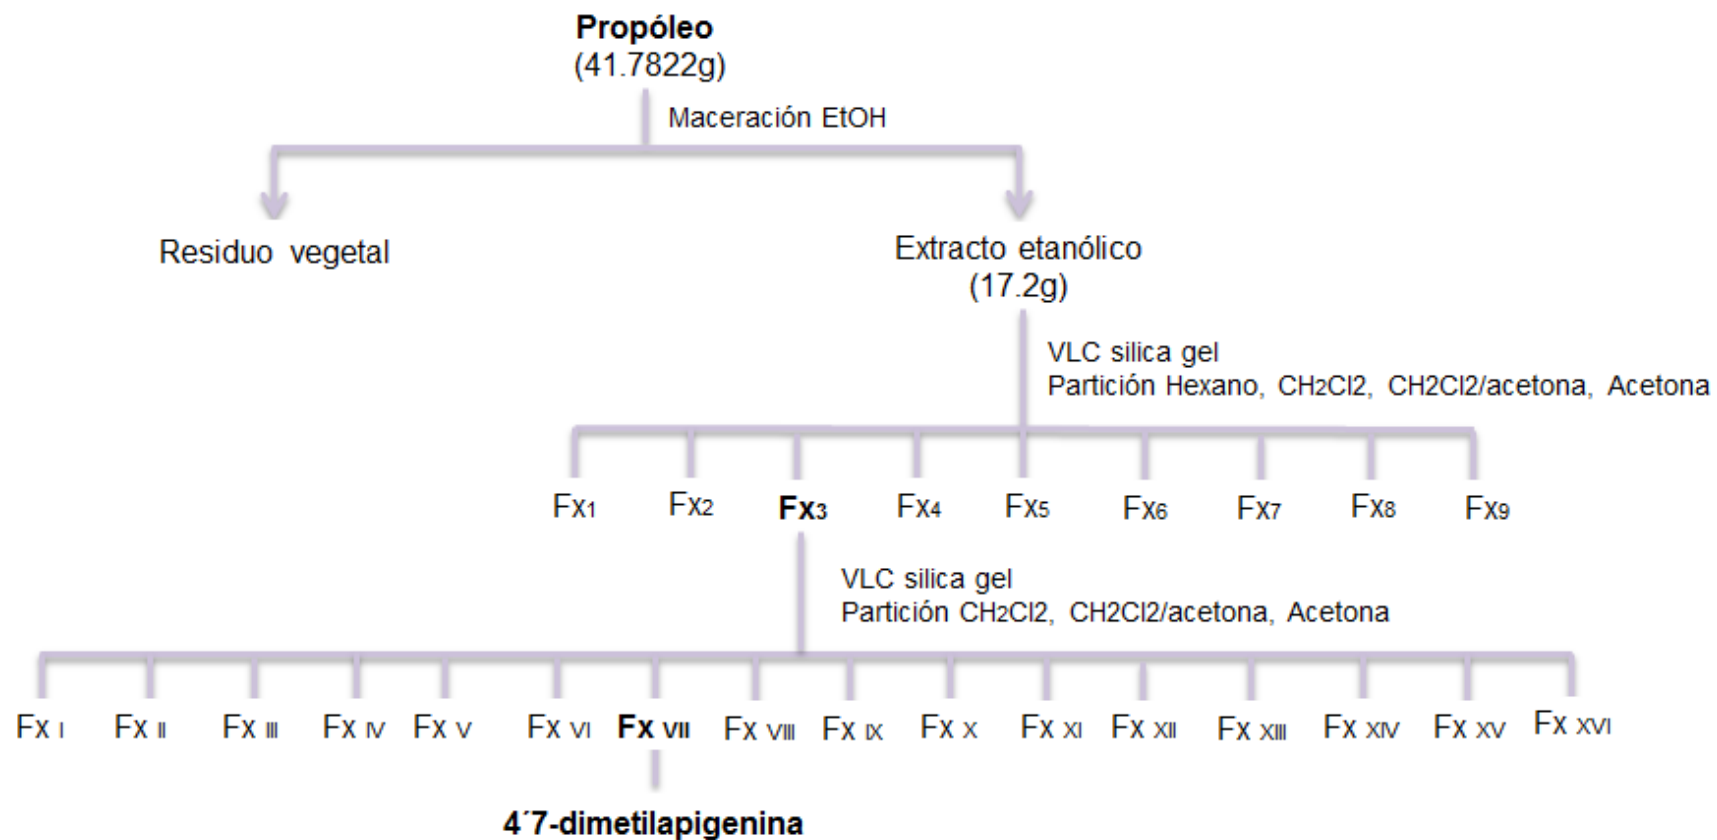 Propóleo
(41.7822g)
Maceración EtOH
Residuo vegetal
Extracto etanólico
(17.2g)
VLC silica gel
Partición Hexano, CH2Cl2, CH2Cl2/acetona, Acetona
Fx1 Fx2 Fx3 Fx4 Fx5 Fx6 Fx7 Fx8 Fx9
VLC silica gel
Partición CH2Cl2, CH2Cl2/acetona, Acetona
Fx I Fx II Fx III Fx IV Fx V Fx VI Fx VII Fx VIII Fx IX Fx X Fx XI Fx XII Fx XIII Fx XIV Fx XV Fx XVI
4´7-dimetilapigenina